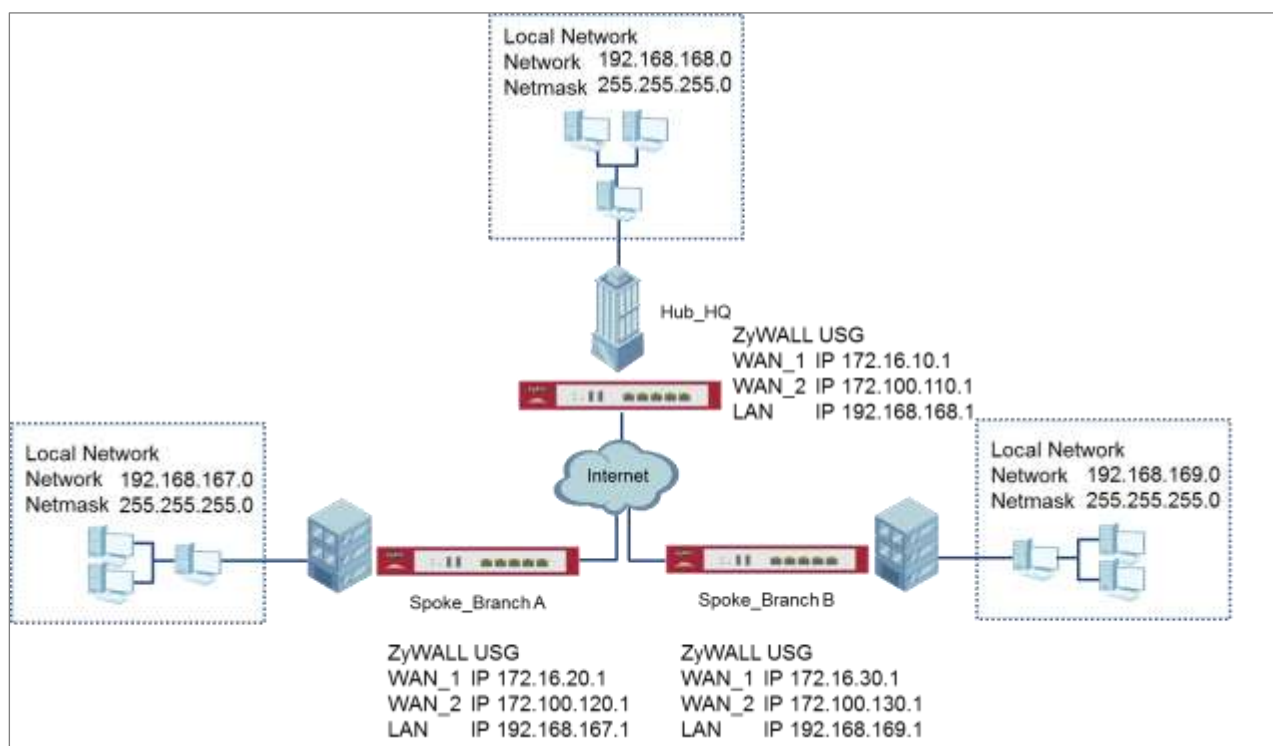 Local Network
Network 192.168.168.0
Netmask 255.255.255.0
Hub_HQ
ZyWALL USG
WAN_1 IP 172.16.10.1
WAN_2 IP 172.100.110.1
LAN IP 192.168.168.1
Local Network
Network 192.168.167.0
Netmask 255.255.255.0
Internet
Local Network
Network 192.168.169.0
Netmask 255.255.255.0
Spoke_Branch A
Spoke_Branch B
ZyWALL USG
WAN_1 IP 172.16.20.1
WAN_2 IP 172.100.120.1
LAN IP 192.168.167.1
ZyWALL USG
WAN_1 IP 172.16.30.1
WAN_2 IP 172.100.130.1
LAN IP 192.168.169.1